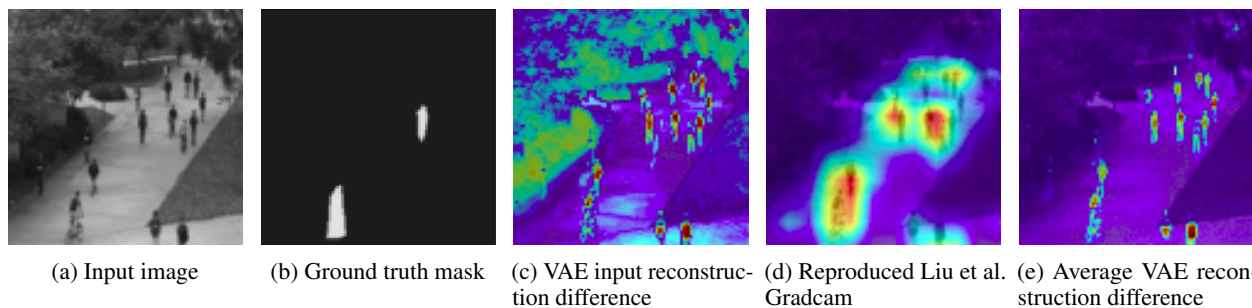 (a) Input image
(b) Ground truth mask
(c) VAE input reconstruc-
tion difference
(d) Reproduced Liu et al.
Gradcam
(e) Average VAE recon-
struction difference